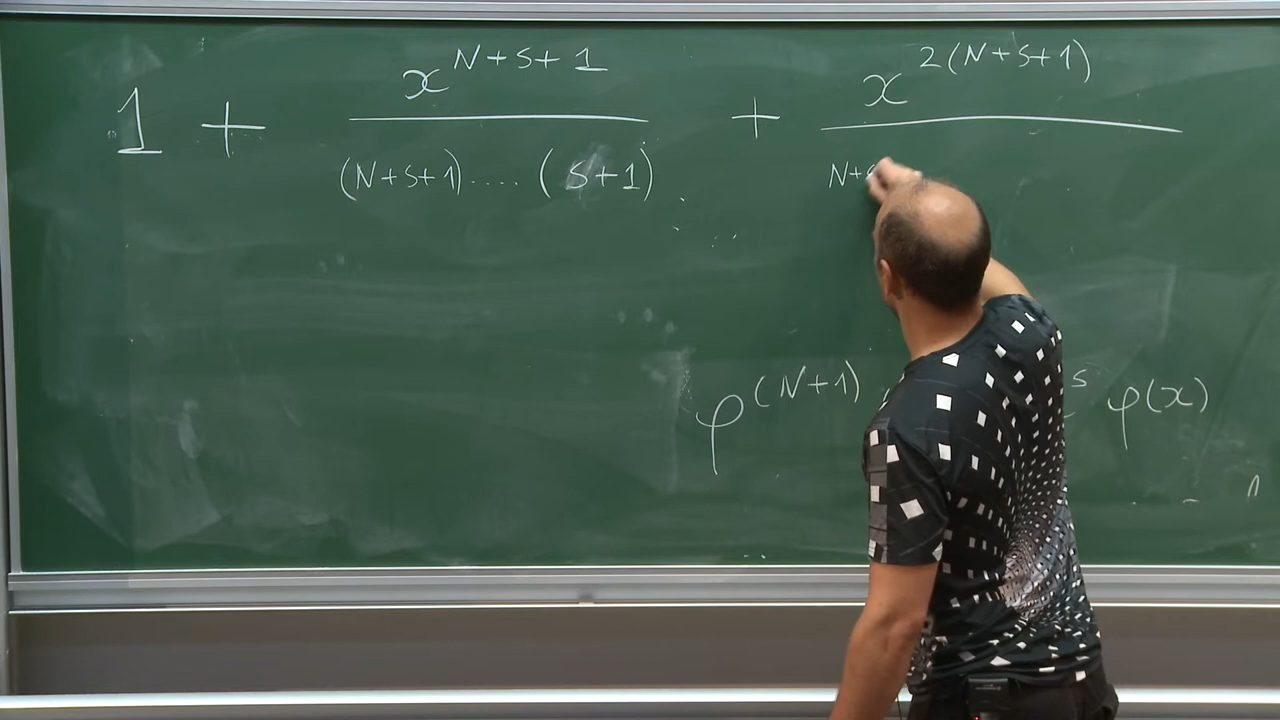 1 + x^{N+s+1} / (N+s+1) .... (s+1) + x^{2(N+s+1)} / N+s
φ^{(N+1)} s φ(x)